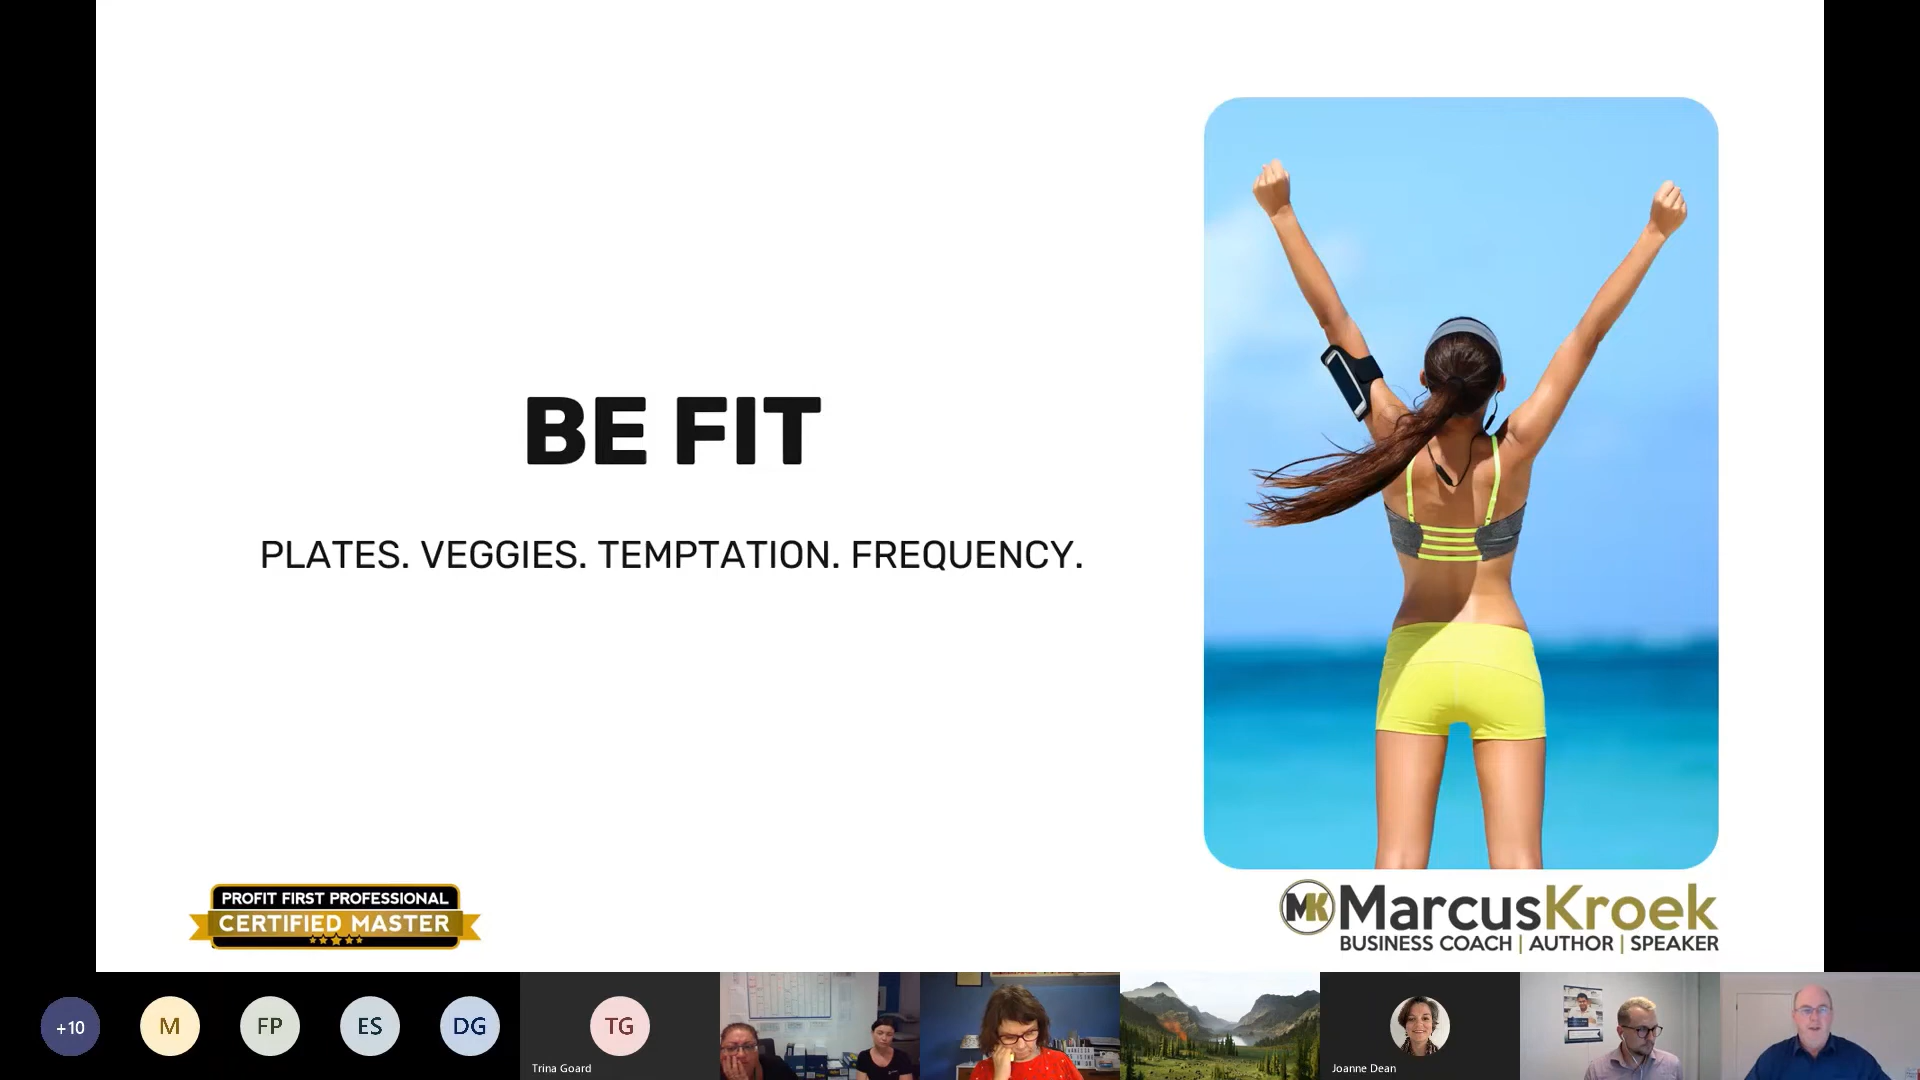 BE FIT
PLATES. VEGGIES. TEMPTATION. FREQUENCY.
PROFIT FIRST PROFESSIONAL
CERTIFIED MASTER
MK MarcusKroek
BUSINESS COACH | AUTHOR | SPEAKER
+10
M
FP
ES
DG
TG
Trina Goard
Joanne Dean